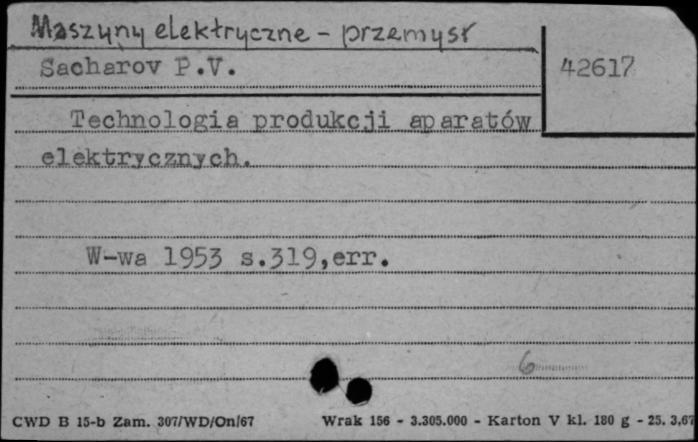 Maszyny elektryczne - przemysł
Sacharov P.V.
42617
Technologia produkcji aparatów
elektrycznych.
W-wa 1953 s.319,err.
6
CWD B 15-b Zam. 307/WD/On/67 Wrak 156 - 3.305.000 - Karton V kl. 180 g - 25. 3.67